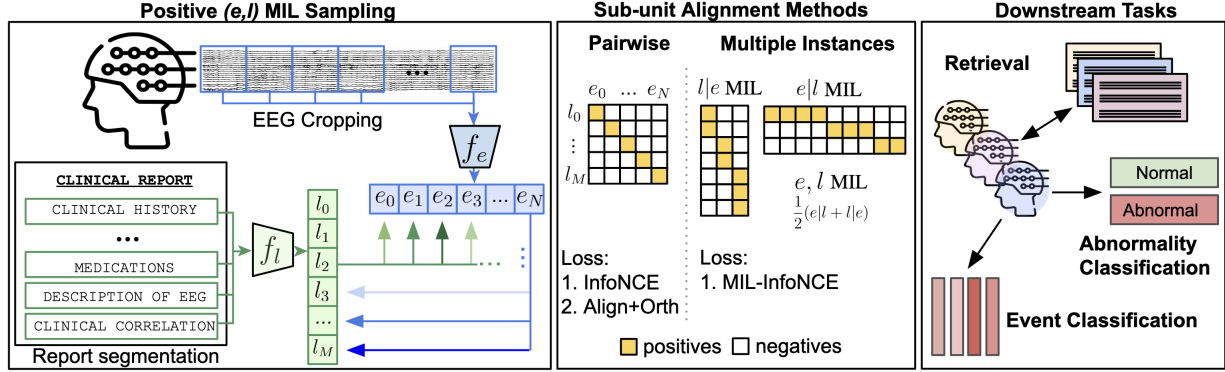 Positive (e,l) MIL Sampling
EEG Cropping
f_e
e_0 e_1 e_2 e_3 ... e_N
CLINICAL REPORT
CLINICAL HISTORY
...
MEDICATIONS
DESCRIPTION OF EEG
CLINICAL CORRELATION
Report segmentation
f_l
l_0
l_1
l_2
l_3
...
l_M
Sub-unit Alignment Methods
Pairwise
e_0 ... e_N
l_0
⋮
l_M
Loss:
1. InfoNCE
2. Align+Orth
Multiple Instances
l|e MIL
e|l MIL
e, l MIL
½(e|l + l|e)
Loss:
1. MIL-InfoNCE
positives negatives
Downstream Tasks
Retrieval
Normal
Abnormal
Abnormality
Classification
Event Classification